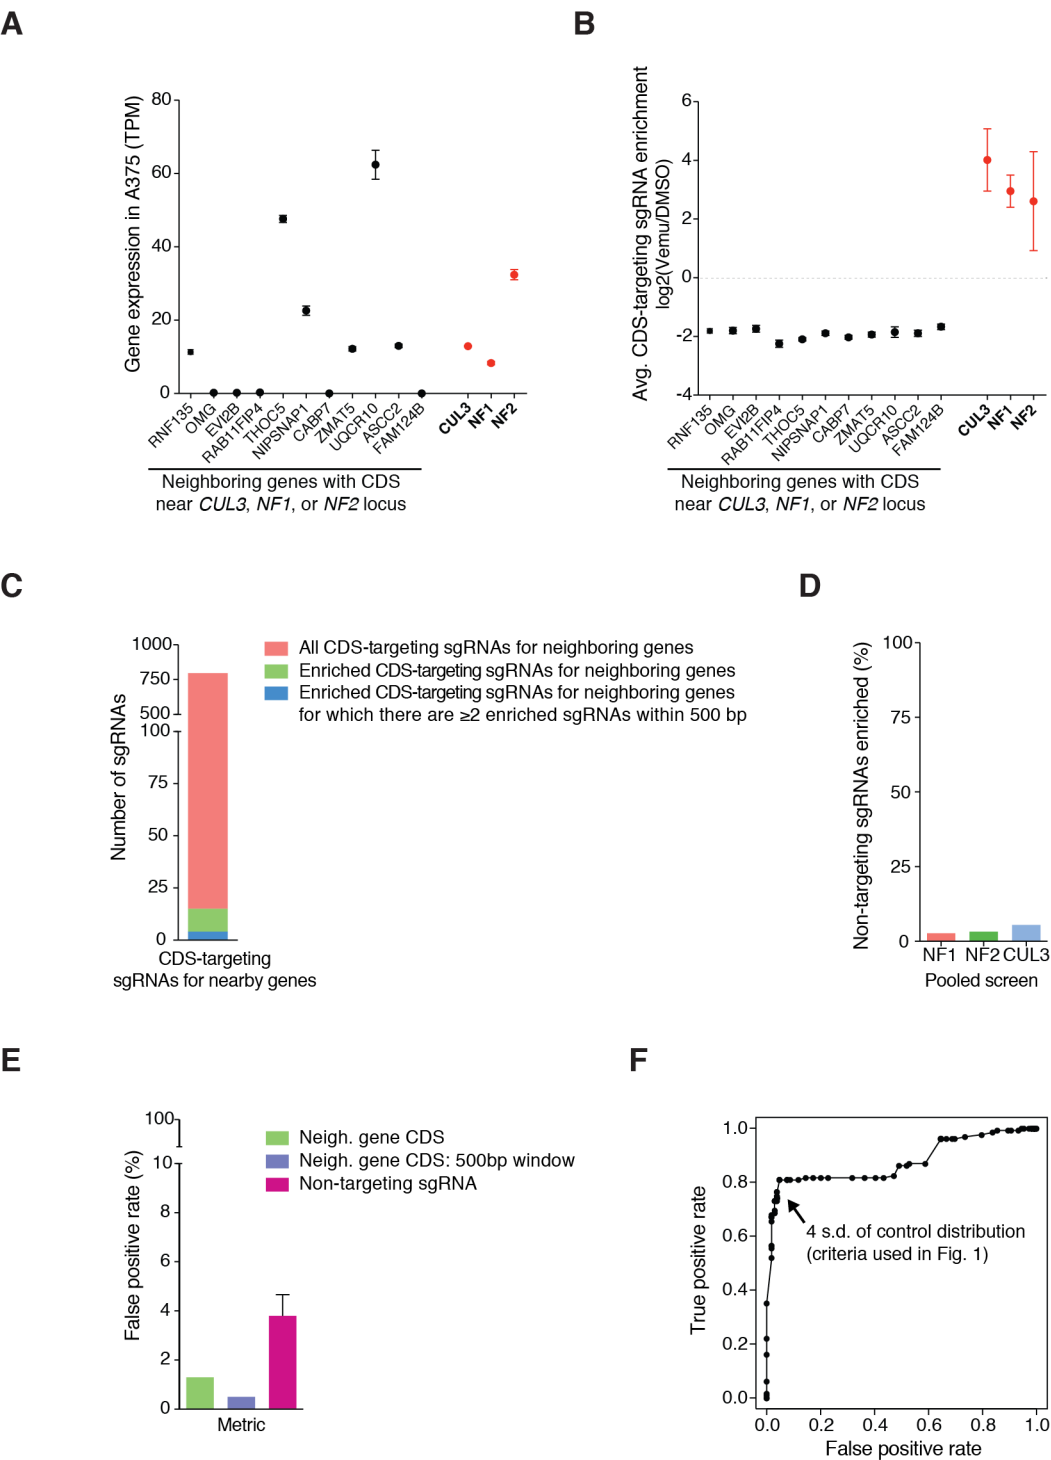 A
Gene expression in A375 (TPM)
80
60
40
20
0
RNF135
OMG
EVI2B
RAB11FIP4
THOC5
NIPSNAP1
CABP7
ZMAT5
UQCR10
ASCC2
FAM124B
CUL3
NF1
NF2
Neighboring genes with CDS
near CUL3, NF1, or NF2 locus
B
Avg. CDS-targeting sgRNA enrichment
log2(Vemu/DMSO)
6
4
2
0
-2
-4
RNF135
OMG
EVI2B
RAB11FIP4
THOC5
NIPSNAP1
CABP7
ZMAT5
UQCR10
ASCC2
FAM124B
CUL3
NF1
NF2
Neighboring genes with CDS
near CUL3, NF1, or NF2 locus
C
Number of sgRNAs
1000
750
500
100
75
50
25
0
CDS-targeting
sgRNAs for nearby genes
All CDS-targeting sgRNAs for neighboring genes
Enriched CDS-targeting sgRNAs for neighboring genes
Enriched CDS-targeting sgRNAs for neighboring genes
for which there are ≥2 enriched sgRNAs within 500 bp
D
Non-targeting sgRNAs enriched (%)
100
75
50
25
0
NF1 NF2 CUL3
Pooled screen
E
False positive rate (%)
100
10
8
6
4
2
0
Metric
Neigh. gene CDS
Neigh. gene CDS: 500bp window
Non-targeting sgRNA
F
True positive rate
1.0
0.8
0.6
0.4
0.2
0.0
4 s.d. of control distribution
(criteria used in Fig. 1)
0.0 0.2 0.4 0.6 0.8 1.0
False positive rate